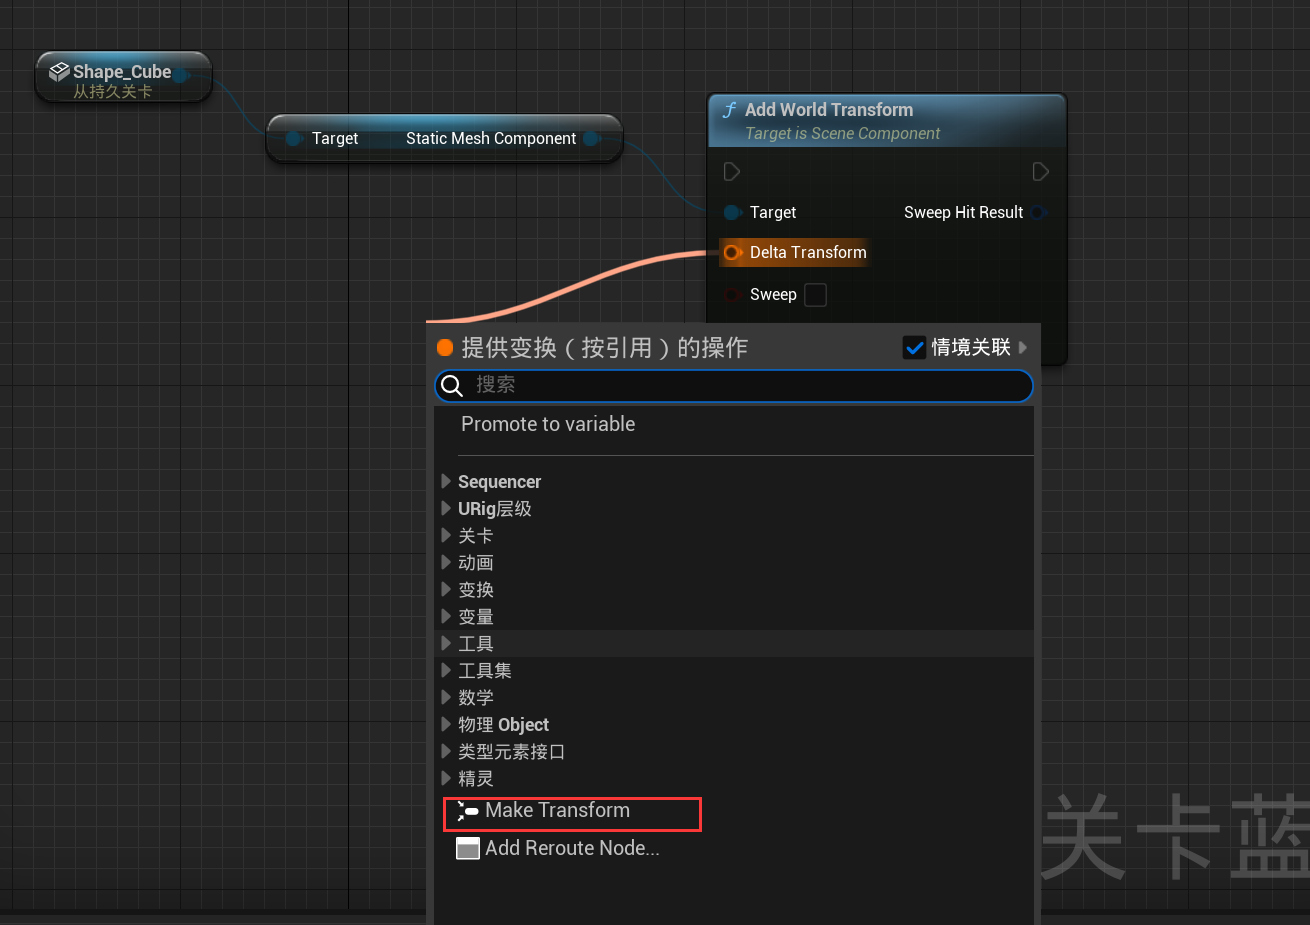 Shape_Cube
从持久关卡
Target Static Mesh Component
Add World Transform
Target is Scene Component
Target Sweep Hit Result
Delta Transform
Sweep
提供变换（按引用）的操作 情境关联
搜索
Promote to variable
Sequencer
URig层级
关卡
动画
变换
变量
工具
工具集
数学
物理 Object
类型元素接口
精灵
Make Transform
Add Reroute Node...
关卡蓝